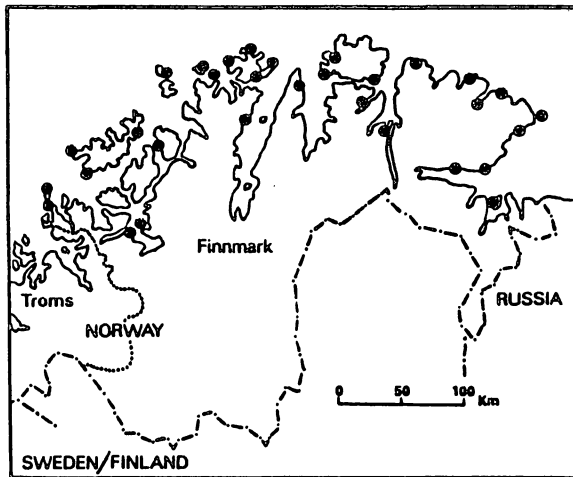 Finnmark
Troms
NORWAY
RUSSIA
0 50 100
Km
SWEDEN/FINLAND